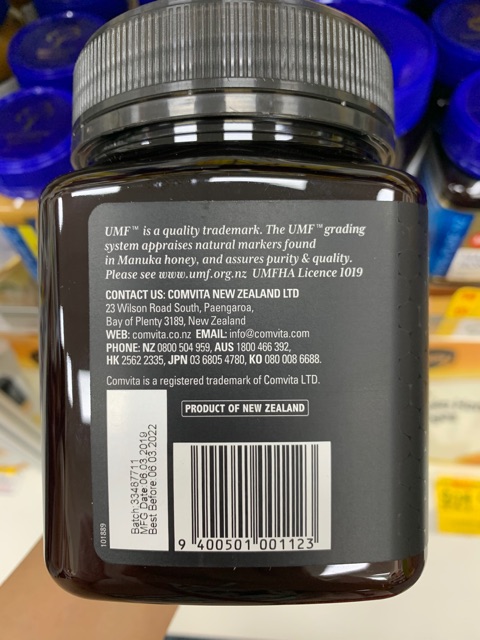 UMF™ is a quality trademark. The UMF™ grading
system appraises natural markers found
in Manuka honey, and assures purity & quality.
Please see www.umf.org.nz UMFHA Licence 1019
CONTACT US: COMVITA NEW ZEALAND LTD
23 Wilson Road South, Paengaroa,
Bay of Plenty 3189, New Zealand
WEB: comvita.co.nz EMAIL: info@comvita.com
PHONE: NZ 0800 504 959, AUS 1800 466 392,
HK 2562 2335, JPN 03 6805 4780, KO 080 008 6688.
Comvita is a registered trademark of Comvita LTD.
PRODUCT OF NEW ZEALAND
Batch 33487711
MFG Date 06.03.2019
Best Before 06 03 2022
101889
9 400501 001123